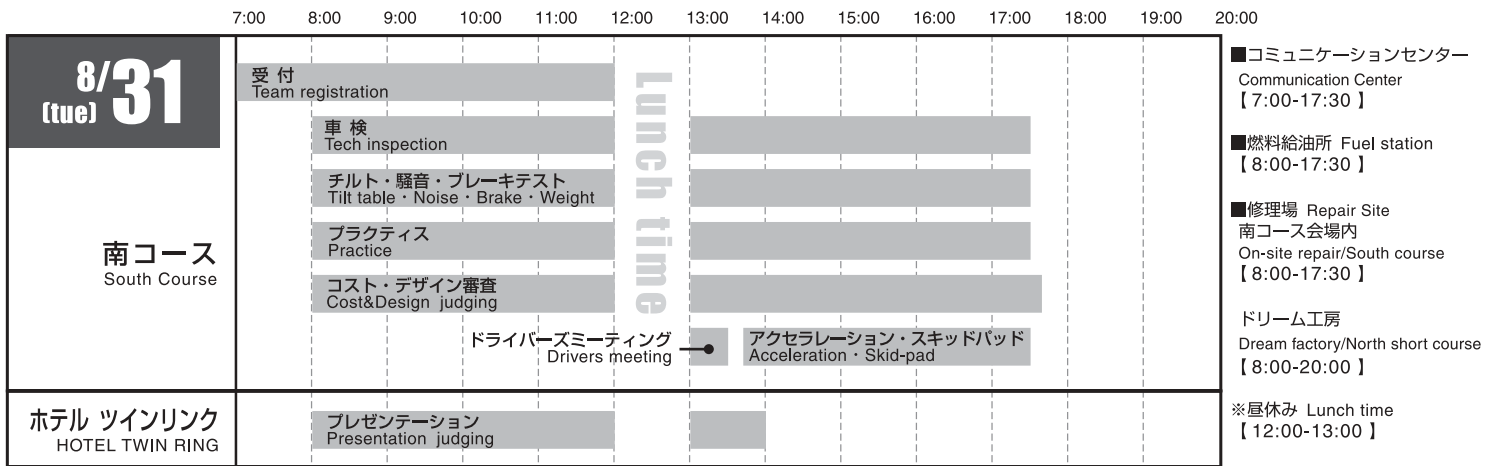 7:00 8:00 9:00 10:00 11:00 12:00 13:00 14:00 15:00 16:00 17:00 18:00 19:00 20:00
8/31
(tue)
受 付
Team registration
Lunch time
車 検
Tech inspection
チルト・騒音・ブレーキテスト
Tilt table・Noise・Brake・Weight
南コース
South Course
プラクティス
Practice
コスト・デザイン審査
Cost&Design judging
ドライバーズミーティング
Drivers meeting
アクセラレーション・スキッドパッド
Acceleration・Skid-pad
ホテル ツインリンク
HOTEL TWIN RING
プレゼンテーション
Presentation judging
■コミュニケーションセンター
Communication Center
【 7:00-17:30 】
■燃料給油所 Fuel station
【 8:00-17:30 】
■修理場 Repair Site
南コース会場内
On-site repair/South course
【 8:00-17:30 】
ドリーム工房
Dream factory/North short course
【 8:00-20:00 】
※昼休み Lunch time
【 12:00-13:00 】